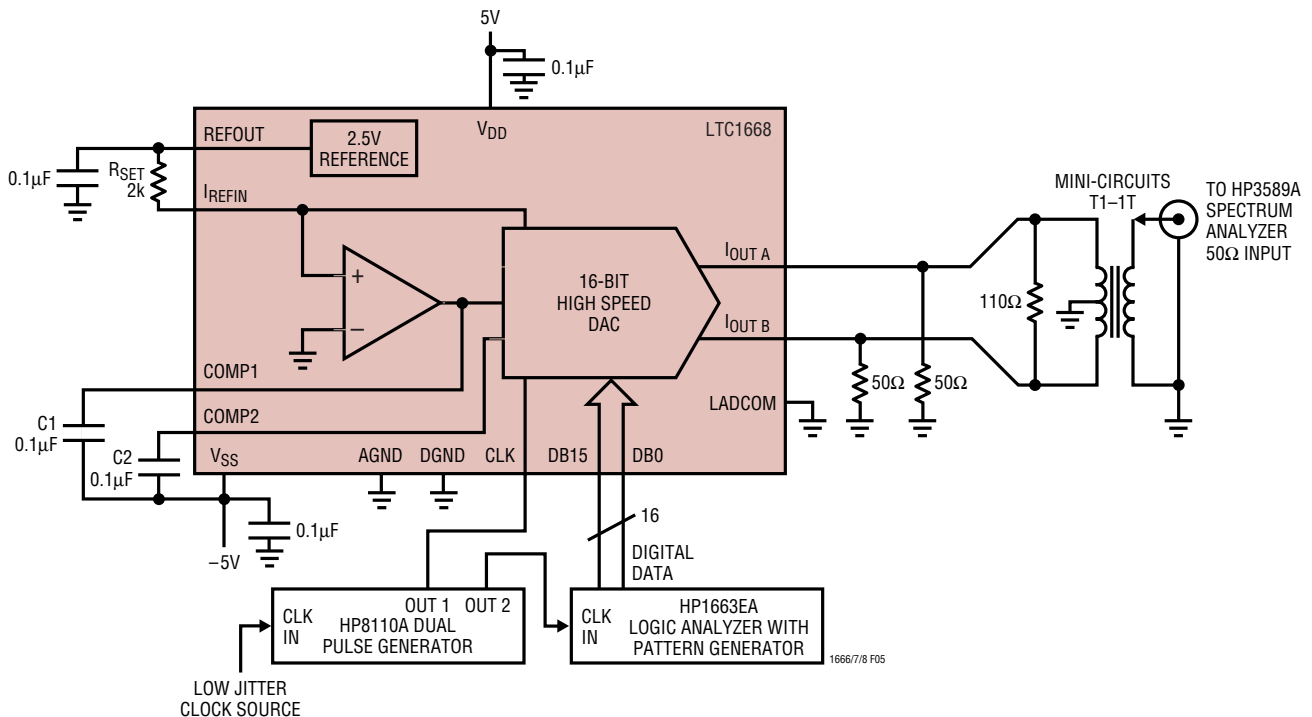 5V
0.1µF
LTC1668
V_DD
REFOUT
2.5V
REFERENCE
R_SET
2k
0.1µF
I_REFIN
MINI-CIRCUITS
T1–1T
TO HP3589A
SPECTRUM
ANALYZER
50Ω INPUT
+
–
16-BIT
HIGH SPEED
DAC
I_OUT A
110Ω
I_OUT B
50Ω
50Ω
COMP1
LADCOM
C1
0.1µF
COMP2
C2
0.1µF
V_SS
AGND
DGND
CLK
DB15
DB0
0.1µF
–5V
16
DIGITAL
DATA
OUT 1
OUT 2
CLK
IN
HP8110A DUAL
PULSE GENERATOR
CLK
IN
HP1663EA
LOGIC ANALYZER WITH
PATTERN GENERATOR
1666/7/8 F05
LOW JITTER
CLOCK SOURCE